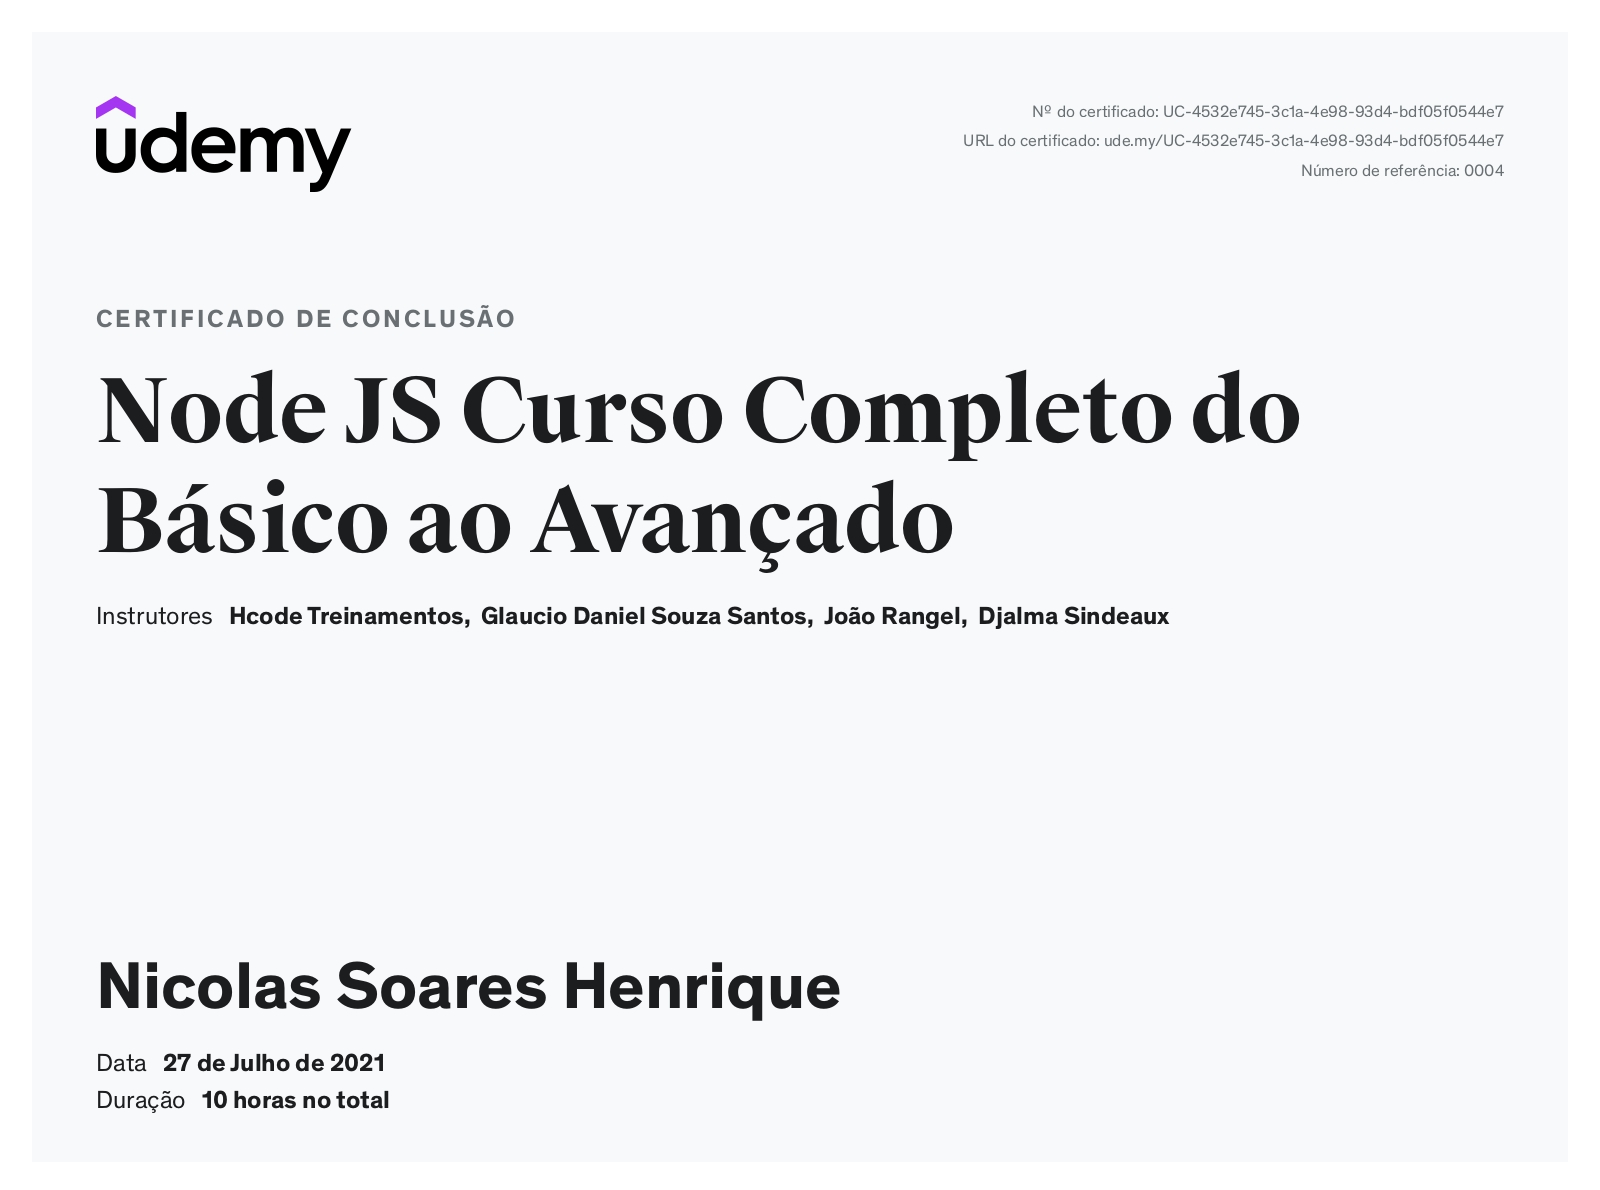 udemy
Nº do certificado: UC-4532e745-3c1a-4e98-93d4-bdf05f0544e7
URL do certificado: ude.my/UC-4532e745-3c1a-4e98-93d4-bdf05f0544e7
Número de referência: 0004
CERTIFICADO DE CONCLUSÃO
Node JS Curso Completo do
Básico ao Avançado
Instrutores Hcode Treinamentos, Glaucio Daniel Souza Santos, João Rangel, Djalma Sindeaux
Nicolas Soares Henrique
Data 27 de Julho de 2021
Duração 10 horas no total